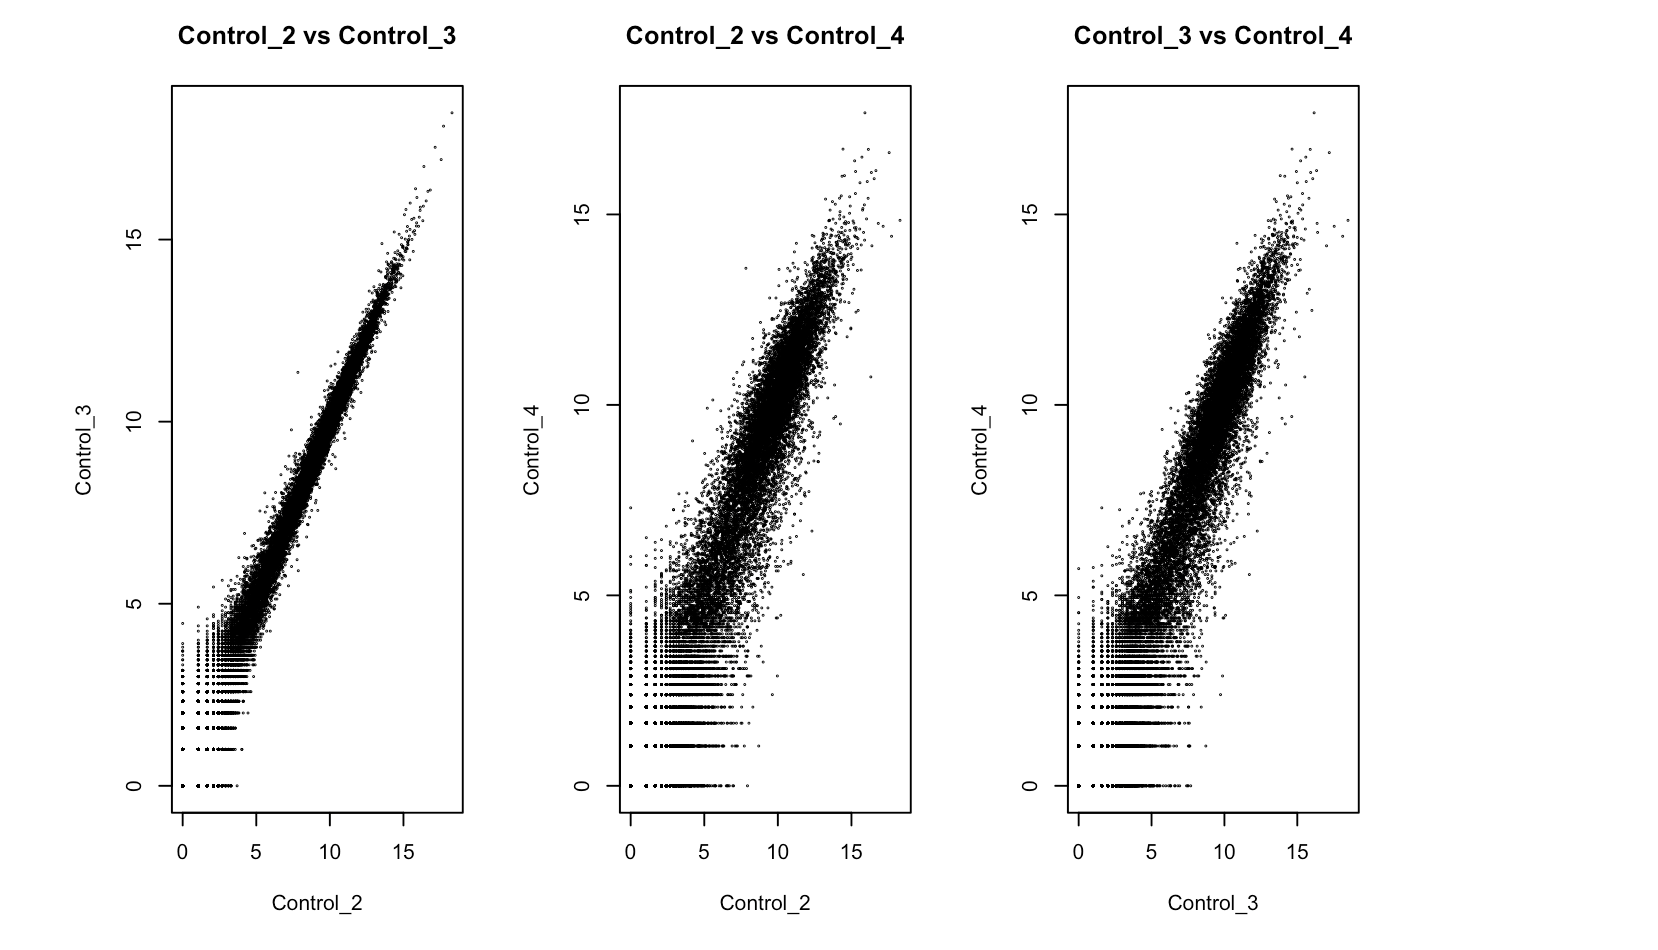 Control_2 vs Control_3
Control_2 vs Control_4
Control_3 vs Control_4
Control_3
15
10
5
0
0 5 10 15
Control_2
Control_4
15
10
5
0
0 5 10 15
Control_2
Control_4
15
10
5
0
0 5 10 15
Control_3